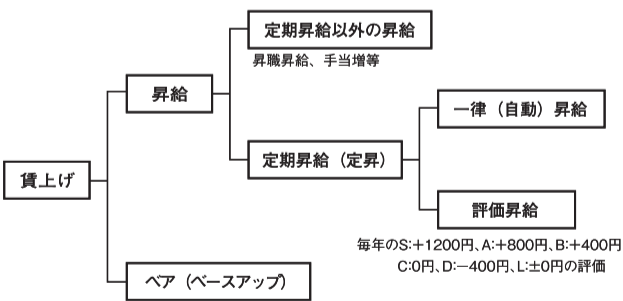 定期昇給以外の昇給
昇職昇給、手当増等
昇給
一律（自動）昇給
定期昇給（定昇）
賃上げ
評価昇給
毎年のS:＋1200円、A:＋800円、B:＋400円
C:0円、D:－400円、L:±0円の評価
ベア（ベースアップ）